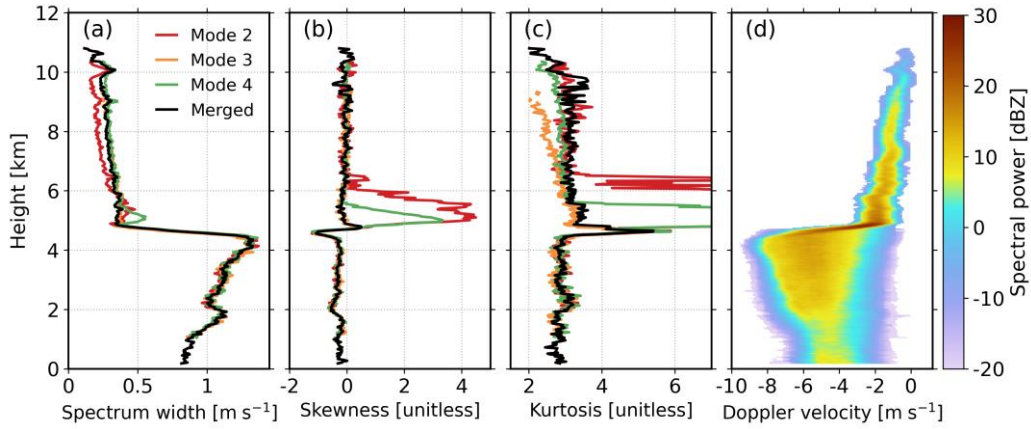 (a)
Mode 2
Mode 3
Mode 4
Merged
(b)
(c)
(d)
Height [km]
12
10
8
6
4
2
0
0 0.5 1
Spectrum width [m s⁻¹]
-2 0 2 4
Skewness [unitless]
2 4 6
Kurtosis [unitless]
-10 -8 -6 -4 -2 0
Doppler velocity [m s⁻¹]
30
20
10
0
-10
-20
Spectral power [dBZ]